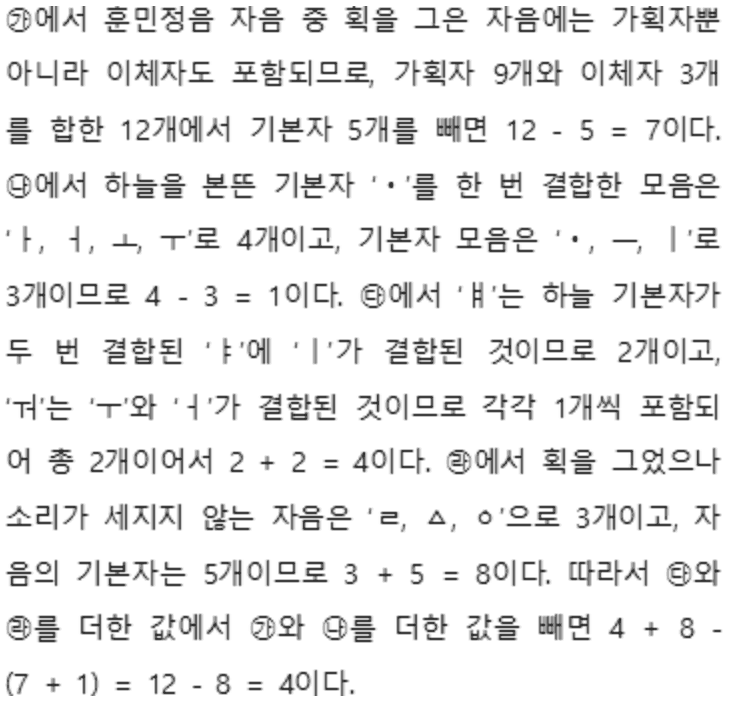 ㉮에서 훈민정음 자음 중 획을 그은 자음에는 가획자뿐
아니라 이체자도 포함되므로, 가획자 9개와 이체자 3개
를 합한 12개에서 기본자 5개를 빼면 12 - 5 = 7이다.
㉯에서 하늘을 본뜬 기본자 ‘ㆍ’를 한 번 결합한 모음은
‘ㅏ, ㅓ, ㅗ, ㅜ’로 4개이고, 기본자 모음은 ‘ㆍ, ㅡ, ㅣ’로
3개이므로 4 - 3 = 1이다. ㉰에서 ‘ㅒ’는 하늘 기본자가
두 번 결합된 ‘ㅑ’에 ‘ㅣ’가 결합된 것이므로 2개이고,
‘ㅝ’는 ‘ㅜ’와 ‘ㅓ’가 결합된 것이므로 각각 1개씩 포함되
어 총 2개이어서 2 + 2 = 4이다. ㉱에서 획을 그었으나
소리가 세지지 않는 자음은 ‘ㄹ, ㅿ, ㆁ’으로 3개이고, 자
음의 기본자는 5개이므로 3 + 5 = 8이다. 따라서 ㉰와
㉱를 더한 값에서 ㉮와 ㉯를 더한 값을 빼면 4 + 8 -
(7 + 1) = 12 - 8 = 4이다.